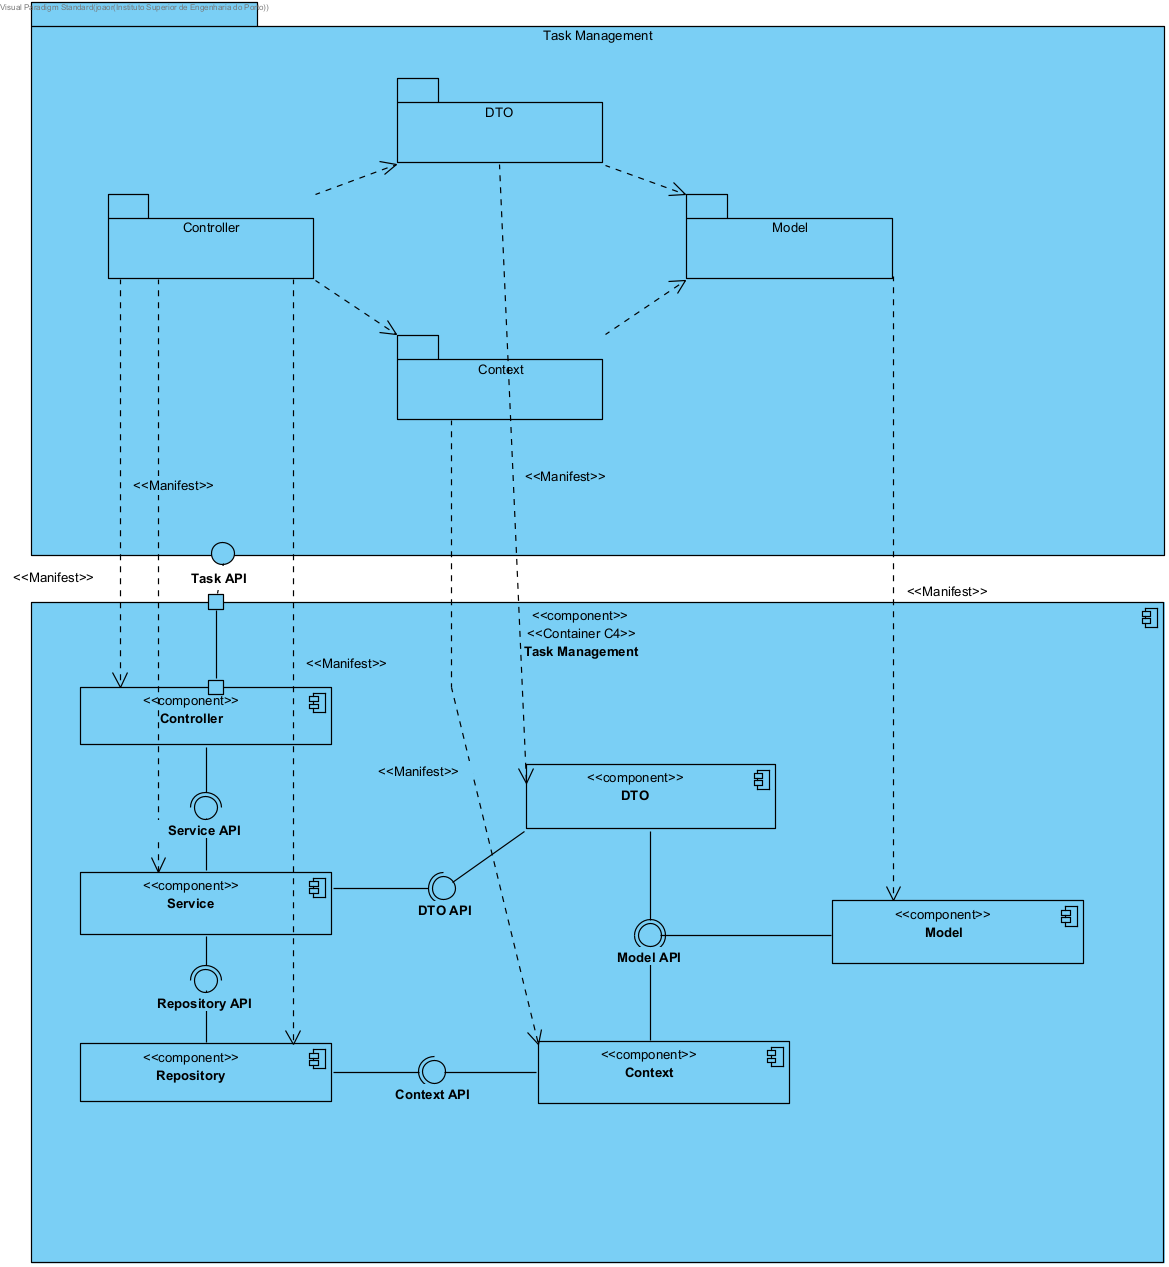 Visual Paradigm Standard(paor(Instituto Superior de Engenharia do Porto))
Task Management
DTO
Controller
Model
Context
<<Manifest>>
<<Manifest>>
Task API
<<Manifest>>
<<Manifest>>
<<component>>
<<Container C4>>
Task Management
<<Manifest>>
<<component>>
Controller
<<Manifest>>
<<component>>
DTO
Service API
<<component>>
Service
DTO API
<<component>>
Model
Model API
Repository API
<<component>>
Repository
<<component>>
Context
Context API